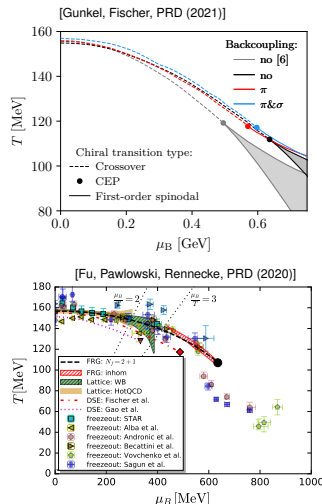 [Gunkel, Fischer, PRD (2021)]
160
140
120
100
80
T [MeV]
Backcoupling:
no [6]
no
π
π&σ
Chiral transition type:
Crossover
CEP
First-order spinodal
0.0
0.2
0.4
0.6
μB [GeV]
[Fu, Pawlowski, Rennecke, PRD (2020)]
180
160
140
120
100
80
60
40
20
0
T[MeV]
μB/T = 2
μB/T = 3
FRG: Nf=2+1
FRG: inhom
Lattice: WB
Lattice: HotQCD
DSE: Fischer et al.
DSE: Gao et al.
freezeout: STAR
freezeout: Alba et al.
freezeout: Andronic et al.
freezeout: Becattini et al.
freezeout: Vovchenko et al.
freezeout: Sagun et al.
0
200
400
600
800
1000
μB [MeV]